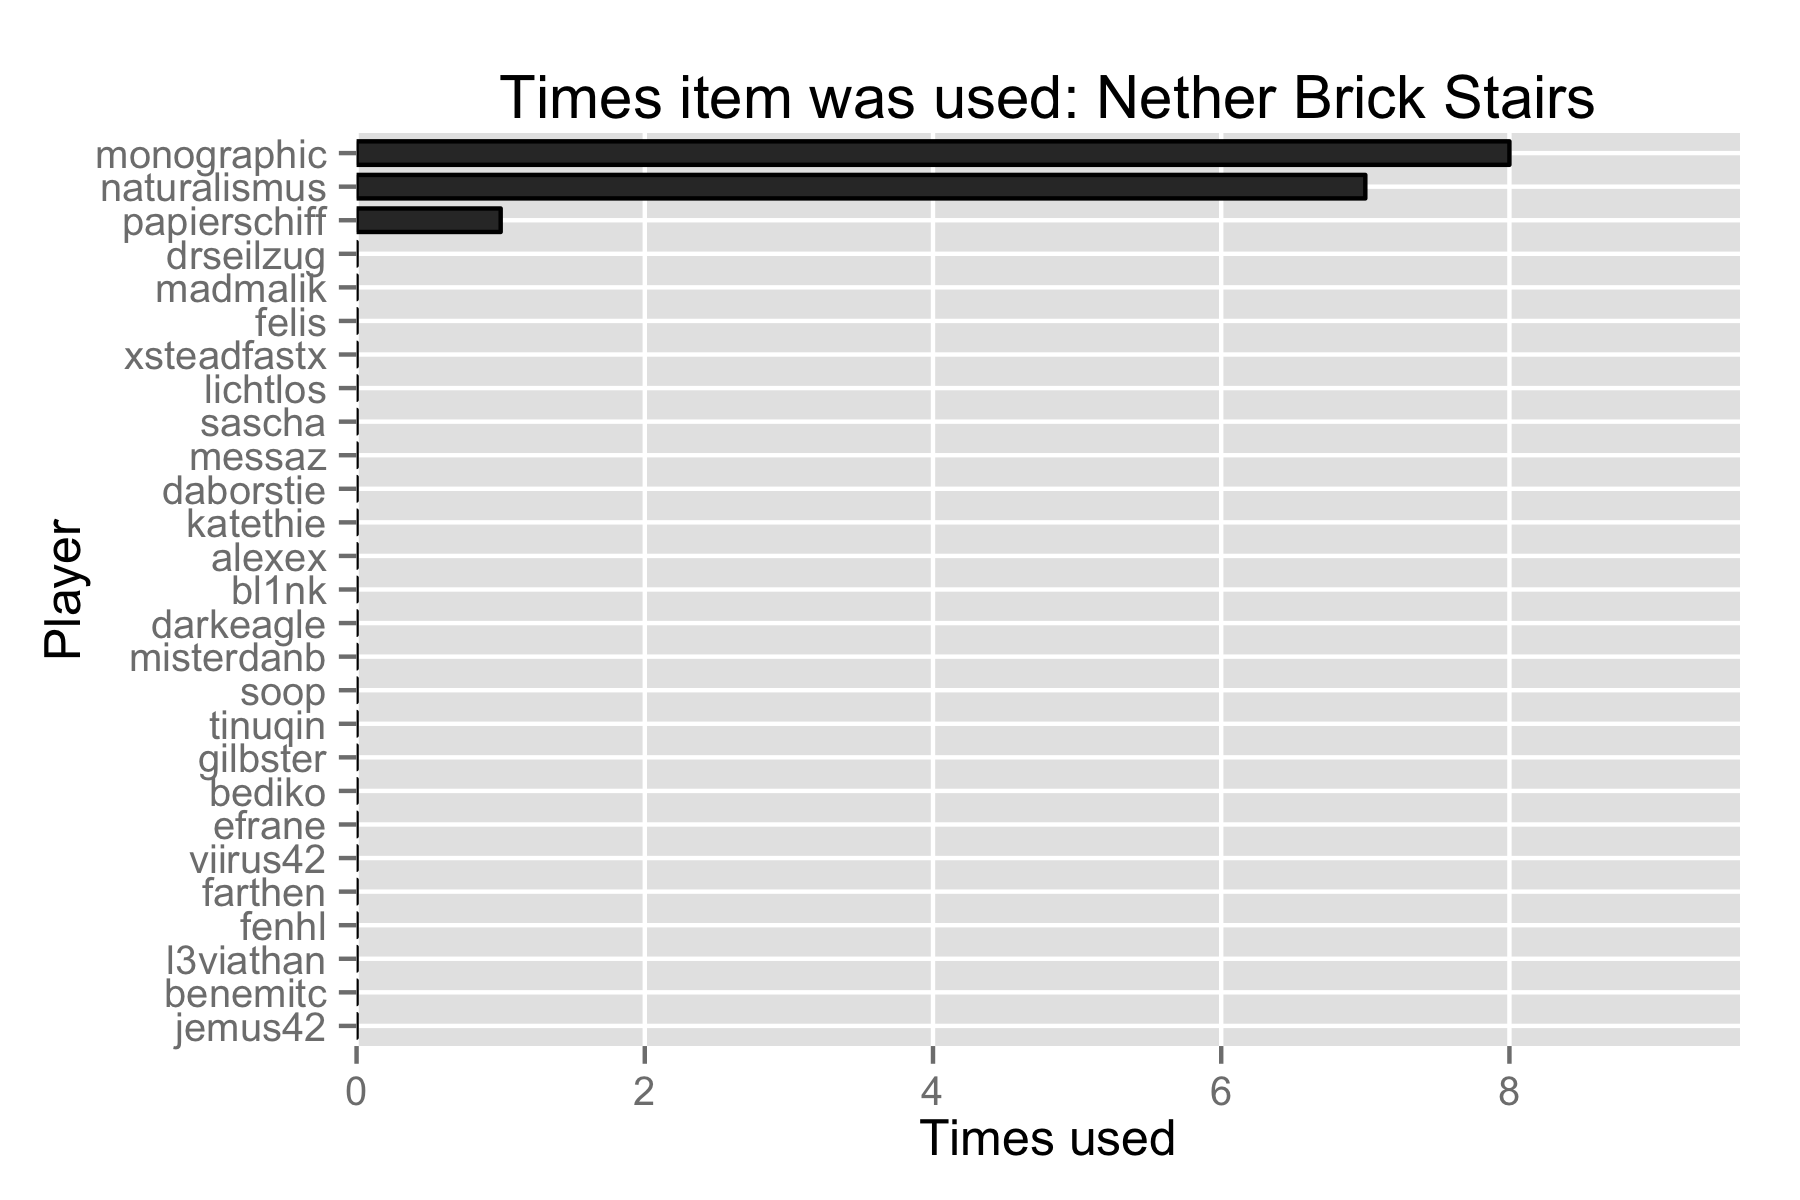 Times item was used: Nether Brick Stairs
Player
monographic
naturalismus
papierschiff
drseilzug
madmalik
felis
xsteadfastx
lichtlos
sascha
messaz
daborstie
katethie
alexex
bl1nk
darkeagle
misterdanb
soop
tinuqin
gilbster
bediko
efrane
viirus42
farthen
fenhl
l3viathan
benemitc
jemus42
0 2 4 6 8
Times used